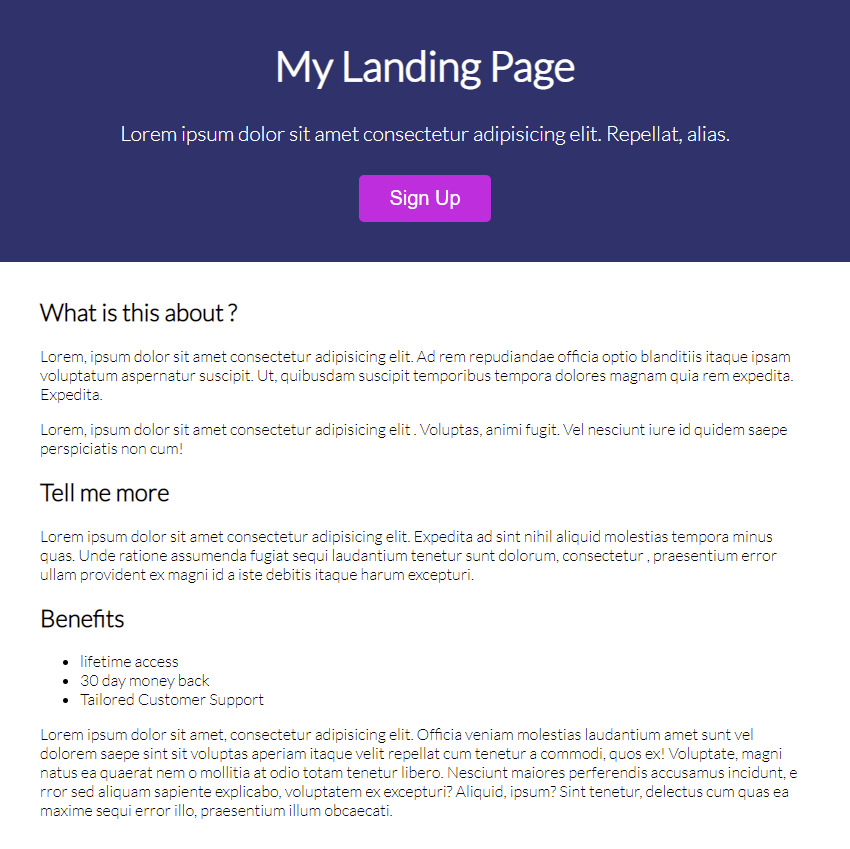 My Landing Page
Lorem ipsum dolor sit amet consectetur adipisicing elit. Repellat, alias.
Sign Up
What is this about ?
Lorem, ipsum dolor sit amet consectetur adipisicing elit. Ad rem repudiandae officia optio blanditiis itaque ipsam
voluptatum aspernatur suscipit. Ut, quibusdam suscipit temporibus tempora dolores magnam quia rem expedita.
Expedita.
Lorem, ipsum dolor sit amet consectetur adipisicing elit . Voluptas, animi fugit. Vel nesciunt iure id quidem saepe
perspiciatis non cum!
Tell me more
Lorem ipsum dolor sit amet consectetur adipisicing elit. Expedita ad sint nihil aliquid molestias tempora minus
quas. Unde ratione assumenda fugiat sequi laudantium tenetur sunt dolorum, consectetur , praesentium error
ullam provident ex magni id a iste debitis itaque harum excepturi.
Benefits
• lifetime access
• 30 day money back
• Tailored Customer Support
Lorem ipsum dolor sit amet, consectetur adipisicing elit. Officia veniam molestias laudantium amet sunt vel
dolorem saepe sint sit voluptas aperiam itaque velit repellat cum tenetur a commodi, quos ex! Voluptate, magni
natus ea quaerat nem o mollitia at odio totam tenetur libero. Nesciunt maiores perferendis accusamus incidunt, e
rror sed aliquam sapiente explicabo, voluptatem ex excepturi? Aliquid, ipsum? Sint tenetur, delectus cum quas ea
maxime sequi error illo, praesentium illum obcaecati.